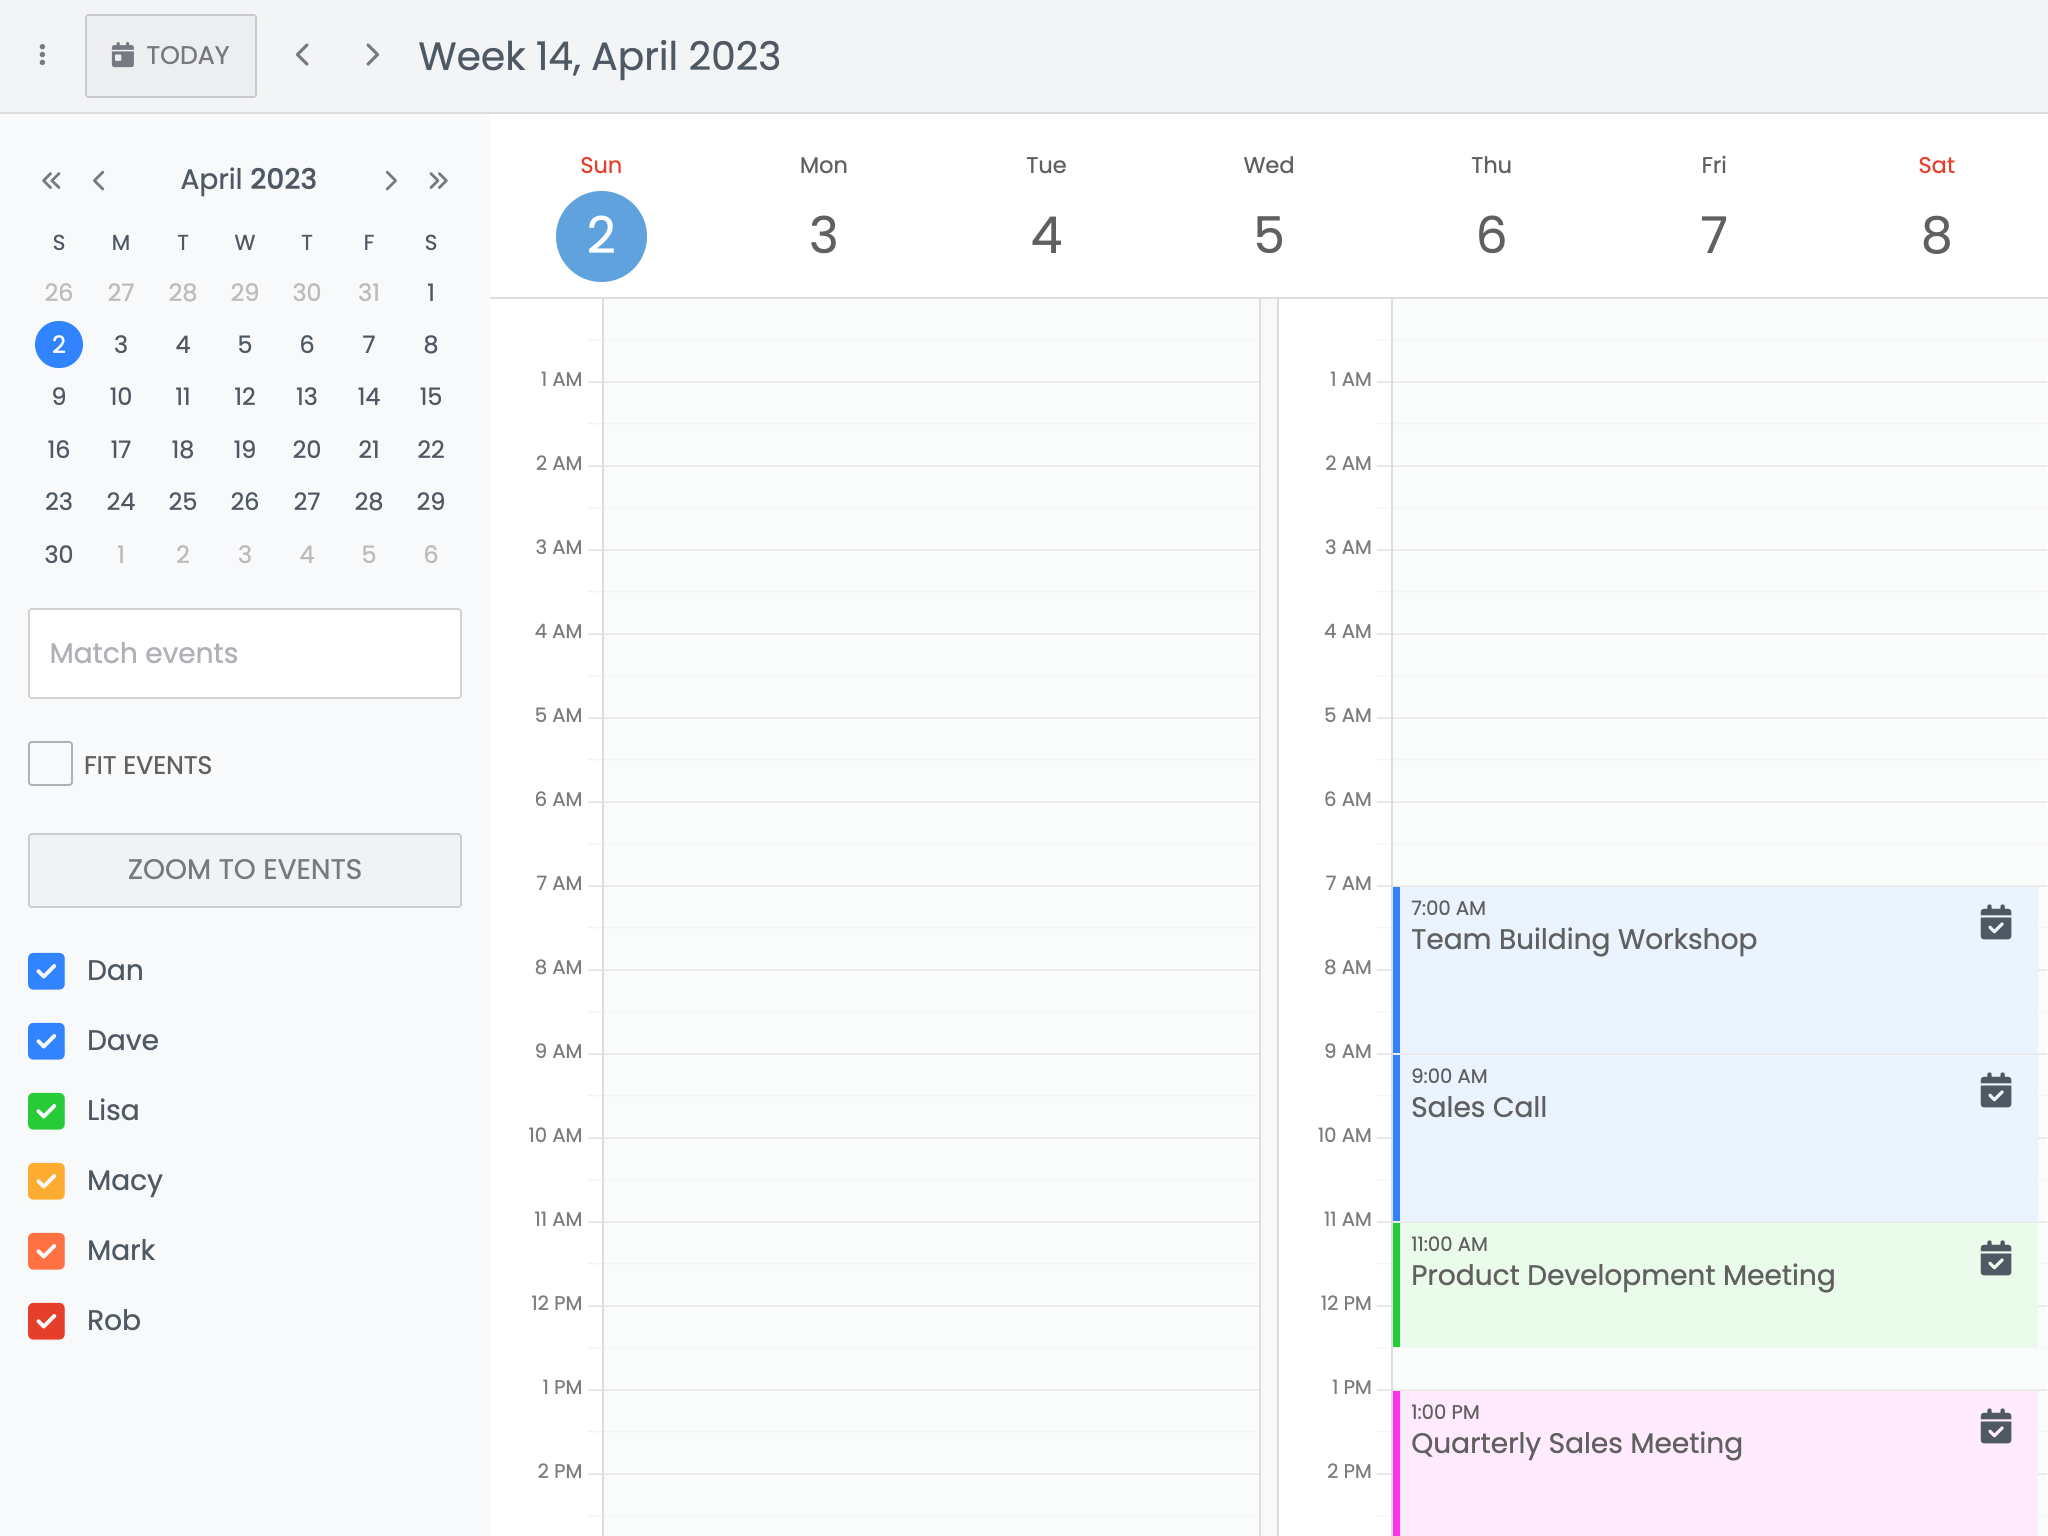 TODAY
Week 14, April 2023
April 2023
S M T W T F S
26 27 28 29 30 31 1
2 3 4 5 6 7 8
9 10 11 12 13 14 15
16 17 18 19 20 21 22
23 24 25 26 27 28 29
30 1 2 3 4 5 6
Match events
FIT EVENTS
ZOOM TO EVENTS
Dan
Dave
Lisa
Macy
Mark
Rob
Sun Mon Tue Wed Thu Fri Sat
2 3 4 5 6 7 8
1 AM
2 AM
3 AM
4 AM
5 AM
6 AM
7 AM
8 AM
9 AM
10 AM
11 AM
12 PM
1 PM
2 PM
1 AM
2 AM
3 AM
4 AM
5 AM
6 AM
7 AM
8 AM
9 AM
10 AM
11 AM
12 PM
1 PM
2 PM
7:00 AM
Team Building Workshop
9:00 AM
Sales Call
11:00 AM
Product Development Meeting
1:00 PM
Quarterly Sales Meeting